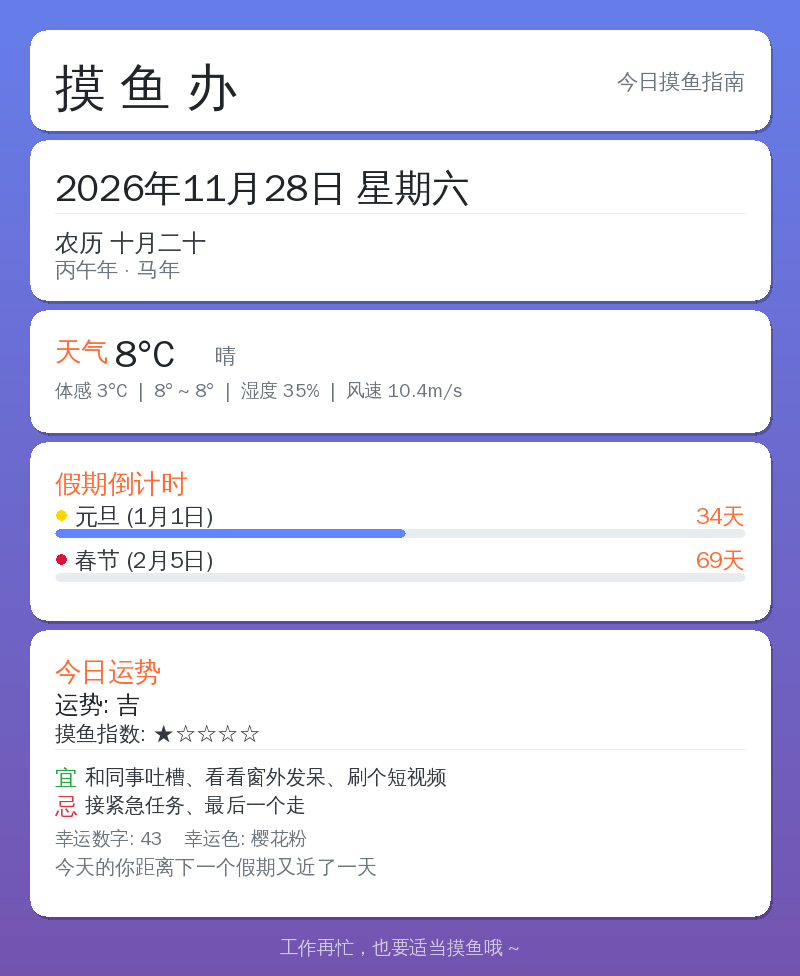 摸鱼办
今日摸鱼指南
2026年11月28日 星期六
农历 十月二十
丙午年 · 马年
天气 8°C 晴
体感 3°C | 8° ~ 8° | 湿度 35% | 风速 10.4m/s
假期倒计时
元旦 (1月1日) 34天
春节 (2月5日) 69天
今日运势
运势: 吉
摸鱼指数: ★☆☆☆☆
宜 和同事吐槽、看看窗外发呆、刷个短视频
忌 接紧急任务、最后一个走
幸运数字: 43 幸运色: 樱花粉
今天的你距离下一个假期又近了一天
工作再忙，也要适当摸鱼哦 ~